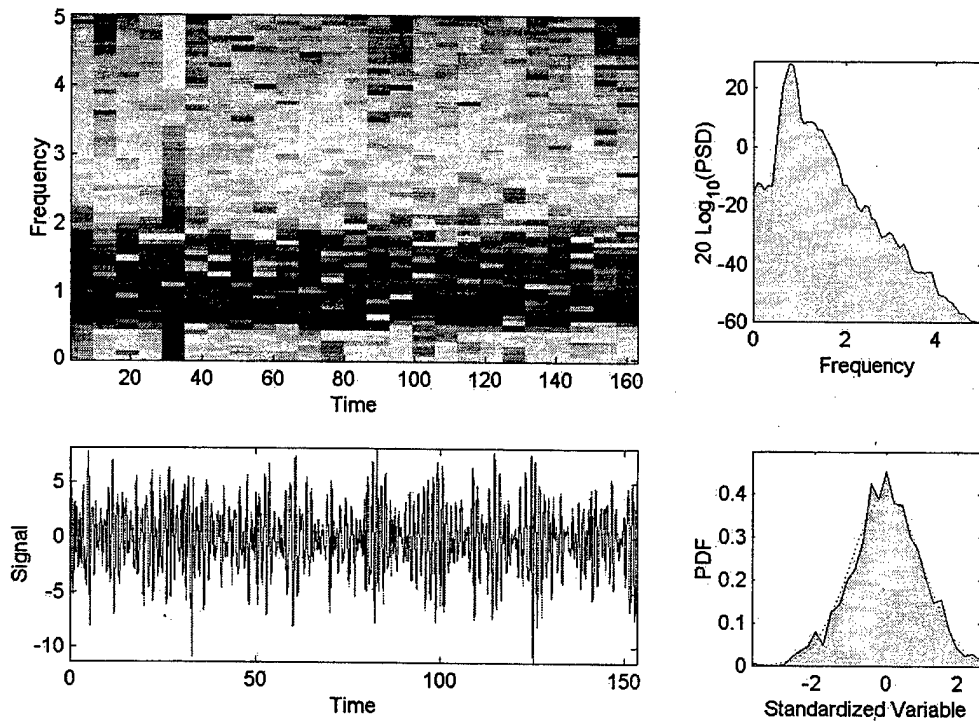 5
4
3
2
1
0
Frequency
20 40 60 80 100 120 140 160
Time
20
0
-20
-40
-60
20 Log10(PSD)
0 2 4
Frequency
5
0
-5
-10
Signal
0 50 100 150
Time
0.4
0.3
0.2
0.1
0
PDF
-2 0 2
Standardized Variable